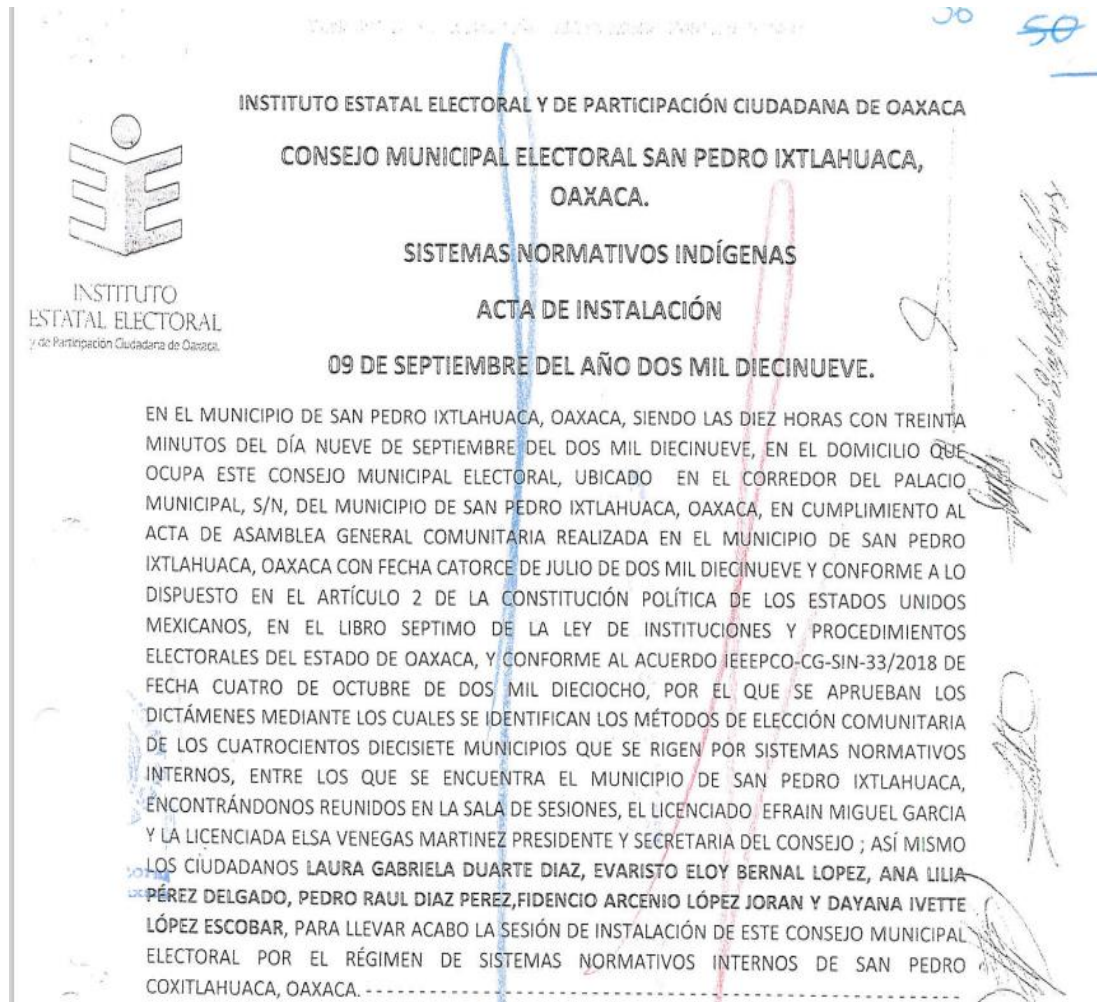 50
INSTITUTO ESTATAL ELECTORAL Y DE PARTICIPACIÓN CIUDADANA DE OAXACA
CONSEJO MUNICIPAL ELECTORAL SAN PEDRO IXTLAHUACA,
OAXACA.
SISTEMAS NORMATIVOS INDÍGENAS
INSTITUTO
ESTATAL ELECTORAL
y de Participación Ciudadana de Oaxaca.
ACTA DE INSTALACIÓN
09 DE SEPTIEMBRE DEL AÑO DOS MIL DIECINUEVE.
EN EL MUNICIPIO DE SAN PEDRO IXTLAHUACA, OAXACA, SIENDO LAS DIEZ HORAS CON TREINTA
MINUTOS DEL DÍA NUEVE DE SEPTIEMBRE DEL DOS MIL DIECINUEVE, EN EL DOMICILIO QUE
OCUPA ESTE CONSEJO MUNICIPAL ELECTORAL, UBICADO EN EL CORREDOR DEL PALACIO
MUNICIPAL, S/N, DEL MUNICIPIO DE SAN PEDRO IXTLAHUACA, OAXACA, EN CUMPLIMIENTO AL
ACTA DE ASAMBLEA GENERAL COMUNITARIA REALIZADA EN EL MUNICIPIO DE SAN PEDRO
IXTLAHUACA, OAXACA CON FECHA CATORCE DE JULIO DE DOS MIL DIECINUEVE Y CONFORME A LO
DISPUESTO EN EL ARTÍCULO 2 DE LA CONSTITUCIÓN POLÍTICA DE LOS ESTADOS UNIDOS
MEXICANOS, EN EL LIBRO SEPTIMO DE LA LEY DE INSTITUCIONES Y PROCEDIMIENTOS
ELECTORALES DEL ESTADO DE OAXACA, Y CONFORME AL ACUERDO IEEEPCO-CG-SIN-33/2018 DE
FECHA CUATRO DE OCTUBRE DE DOS MIL DIECIOCHO, POR EL QUE SE APRUEBAN LOS
DICTÁMENES MEDIANTE LOS CUALES SE IDENTIFICAN LOS MÉTODOS DE ELECCIÓN COMUNITARIA
DE LOS CUATROCIENTOS DIECISIETE MUNICIPIOS QUE SE RIGEN POR SISTEMAS NORMATIVOS
INTERNOS, ENTRE LOS QUE SE ENCUENTRA EL MUNICIPIO DE SAN PEDRO IXTLAHUACA,
ENCONTRÁNDONOS REUNIDOS EN LA SALA DE SESIONES, EL LICENCIADO EFRAIN MIGUEL GARCIA
Y LA LICENCIADA ELSA VENEGAS MARTINEZ PRESIDENTE Y SECRETARIA DEL CONSEJO ; ASÍ MISMO
LOS CIUDADANOS LAURA GABRIELA DUARTE DIAZ, EVARISTO ELOY BERNAL LOPEZ, ANA LILIA
PÉREZ DELGADO, PEDRO RAUL DIAZ PEREZ,FIDENCIO ARCENIO LÓPEZ JORAN Y DAYANA IVETTE
LÓPEZ ESCOBAR, PARA LLEVAR ACABO LA SESIÓN DE INSTALACIÓN DE ESTE CONSEJO MUNICIPAL
ELECTORAL POR EL RÉGIMEN DE SISTEMAS NORMATIVOS INTERNOS DE SAN PEDRO
COXITLAHUACA, OAXACA. - - - - - - - - - - - - - - - - - - - - - - - - - - - - - - - - - - - - - - - -